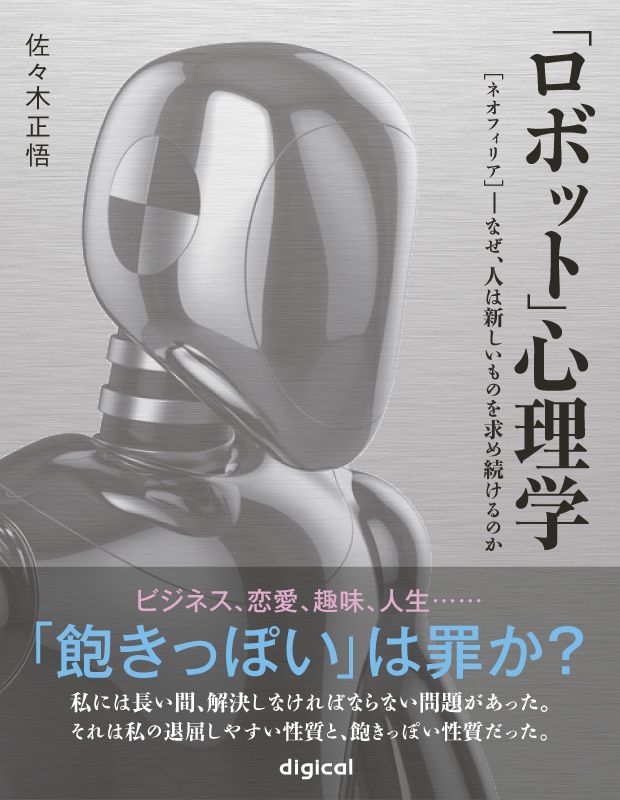 「ロボット」心理学
［ネオフィリア］―なぜ、人は新しいものを求め続けるのか
佐々木正悟
ビジネス、恋愛、趣味、人生……
「飽きっぽい」は罪か?
私には長い間、解決しなければならない問題があった。
それは私の退屈しやすい性質と、飽きっぽい性質だった。
digical